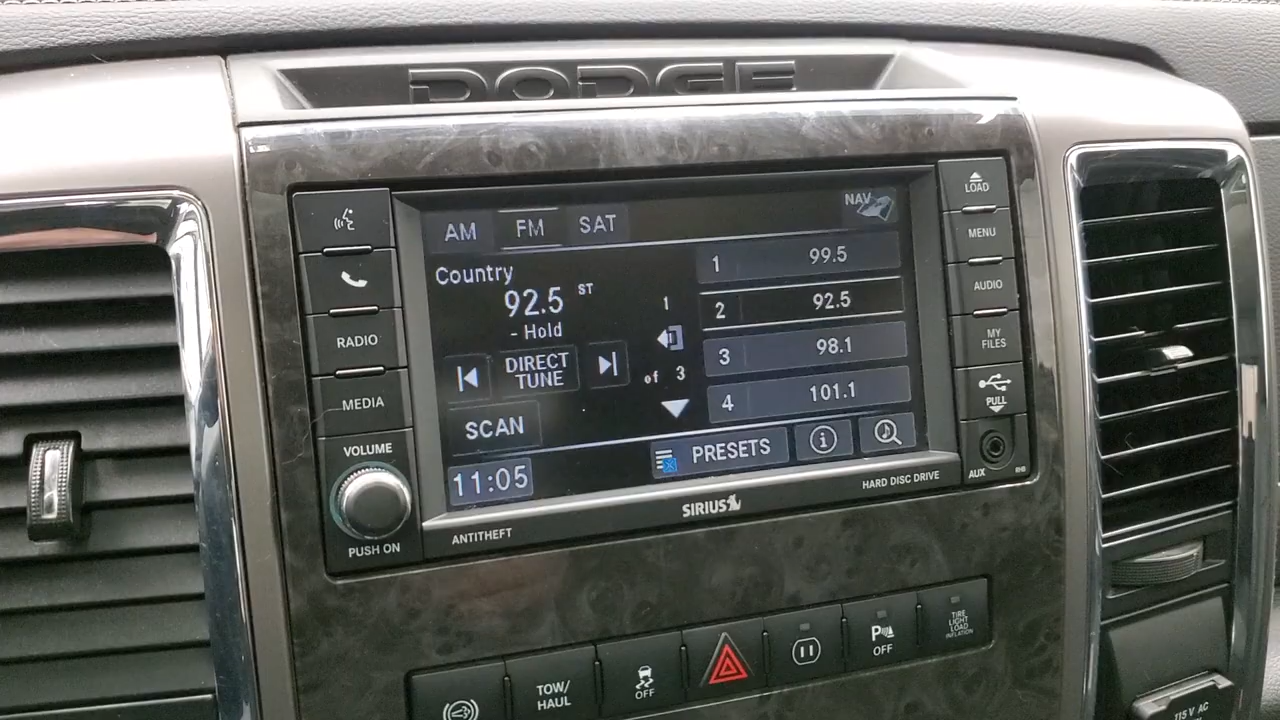 DODGE
LOAD
MENU
AUDIO
MY
FILES
PULL
AUX
RADIO
MEDIA
VOLUME
PUSH ON
AM FM SAT
NAV
Country
92.5 ST
- Hold
DIRECT
TUNE
SCAN
11:05
1
of 3
1 99.5
2 92.5
3 98.1
4 101.1
PRESETS
SIRIUS
HARD DISC DRIVE
ANTITHEFT
TOW/
HAUL
OFF
P
OFF
TIRE
LIGHT
LOAD
INFLATION
115V AC